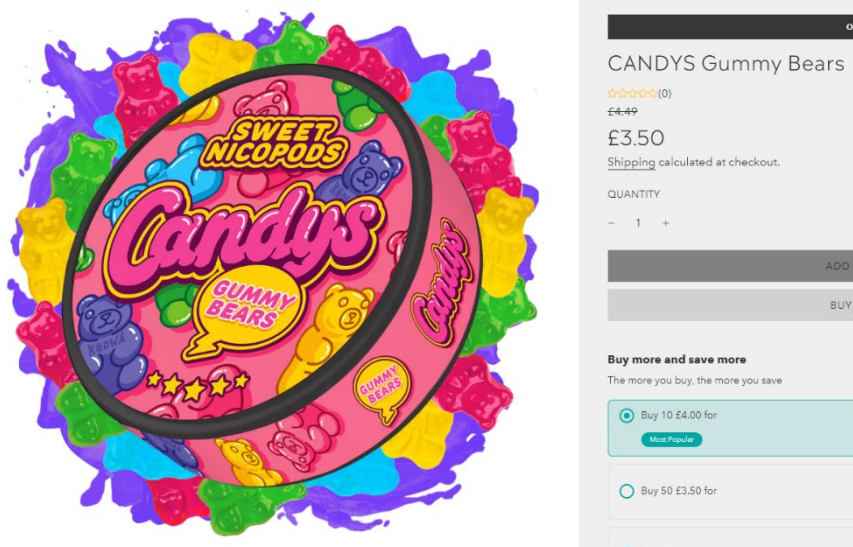 SWEET
NICOPODS
Candys
GUMMY
BEARS
Candys
GUMMY
BEARS
CANDYS Gummy Bears
(0)
£4.49
£3.50
Shipping calculated at checkout.
QUANTITY
− 1 +
ADD
BUY
Buy more and save more
The more you buy, the more you save
Buy 10 £4.00 for
Most Popular
Buy 50 £3.50 for